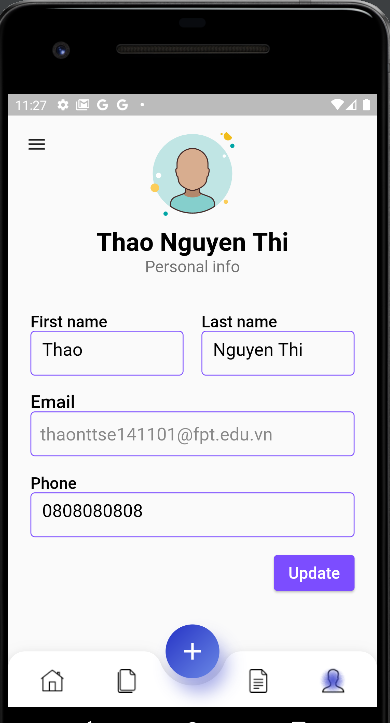 11:27
Thao Nguyen Thi
Personal info
First name Last name
Thao Nguyen Thi
Email
thaonttse141101@fpt.edu.vn
Phone
0808080808
Update